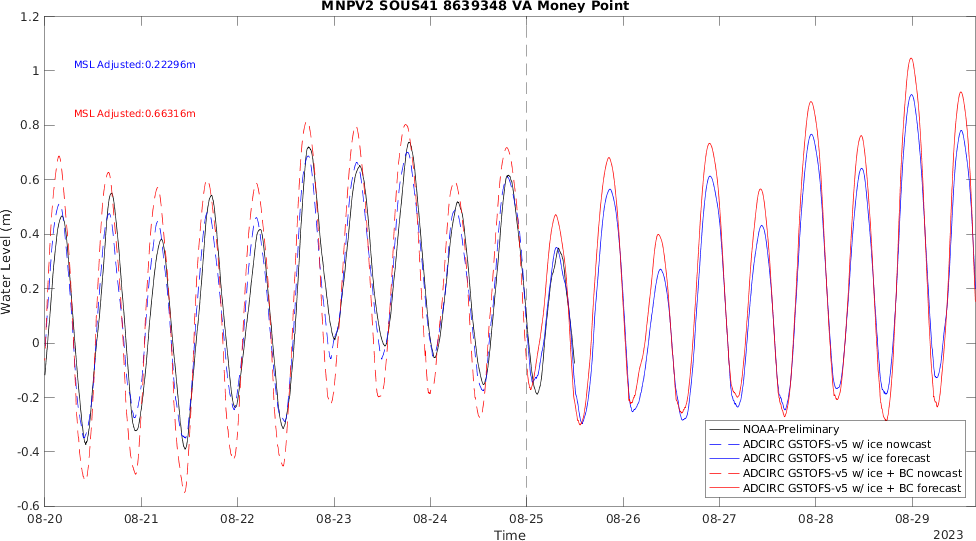 MNPV2 SOUS41 8639348 VA Money Point
1.2
1
0.8
0.6
0.4
0.2
0
-0.2
-0.4
-0.6
Water Level (m)
MSL Adjusted:0.22296m
MSL Adjusted:0.66316m
NOAA-Preliminary
ADCIRC GSTOFS-v5 w/ ice nowcast
ADCIRC GSTOFS-v5 w/ ice forecast
ADCIRC GSTOFS-v5 w/ ice + BC nowcast
ADCIRC GSTOFS-v5 w/ ice + BC forecast
08-20 08-21 08-22 08-23 08-24 08-25 08-26 08-27 08-28 08-29
Time
2023